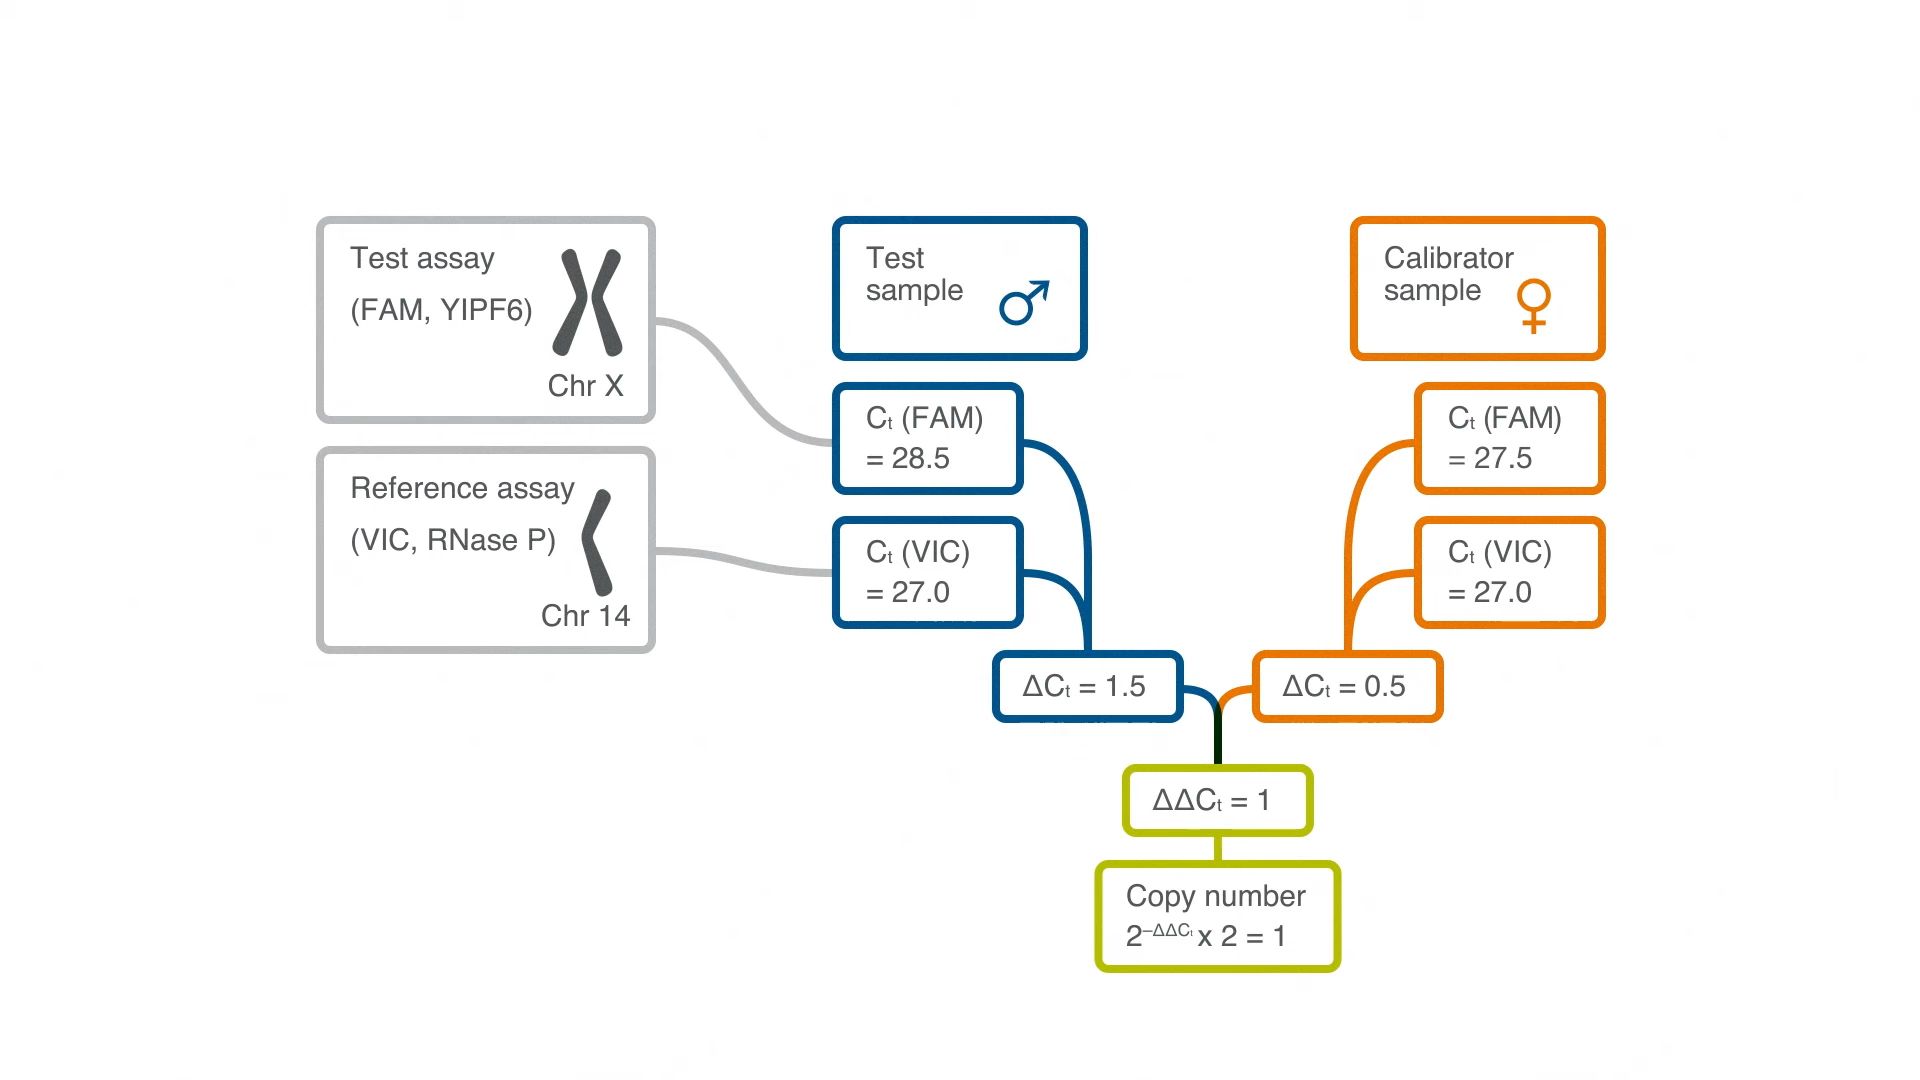 Test assay
(FAM, YIPF6)
Chr X
Reference assay
(VIC, RNase P)
Chr 14
Test
sample
Cₜ (FAM)
= 28.5
Cₜ (VIC)
= 27.0
ΔCₜ = 1.5
Calibrator
sample
Cₜ (FAM)
= 27.5
Cₜ (VIC)
= 27.0
ΔCₜ = 0.5
ΔΔCₜ = 1
Copy number
2^–ΔΔCₜ x 2 = 1